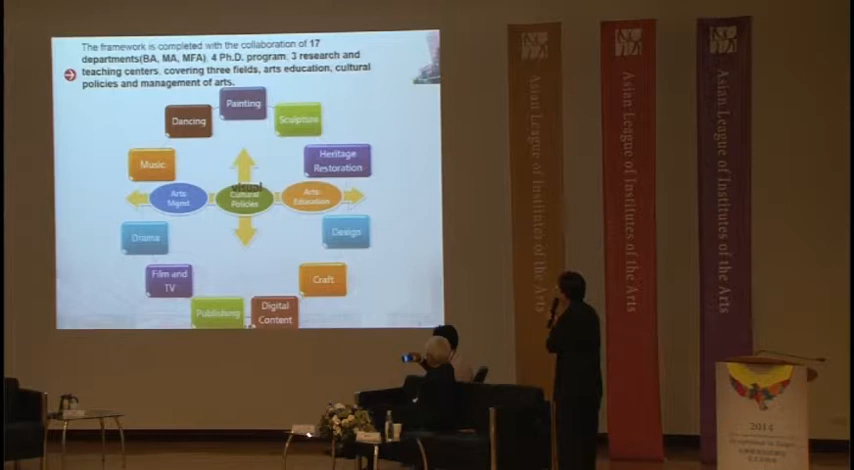 The framework is completed with the collaboration of 17
departments(BA, MA, MFA), 4 Ph.D. program, 3 research and
teaching centers, covering three fields, arts education, cultural
policies and management of arts.
Painting
Dancing
Sculpture
Music
Heritage
Restoration
Arts
Mgmt
visual
Cultural
Policies
Arts
Education
Drama
Design
Film and
TV
Craft
Publishing
Digital
Content
Asian League of Institutes of the Arts
Asian League of Institutes of the Arts
Asian League of Institutes of the Arts
2014